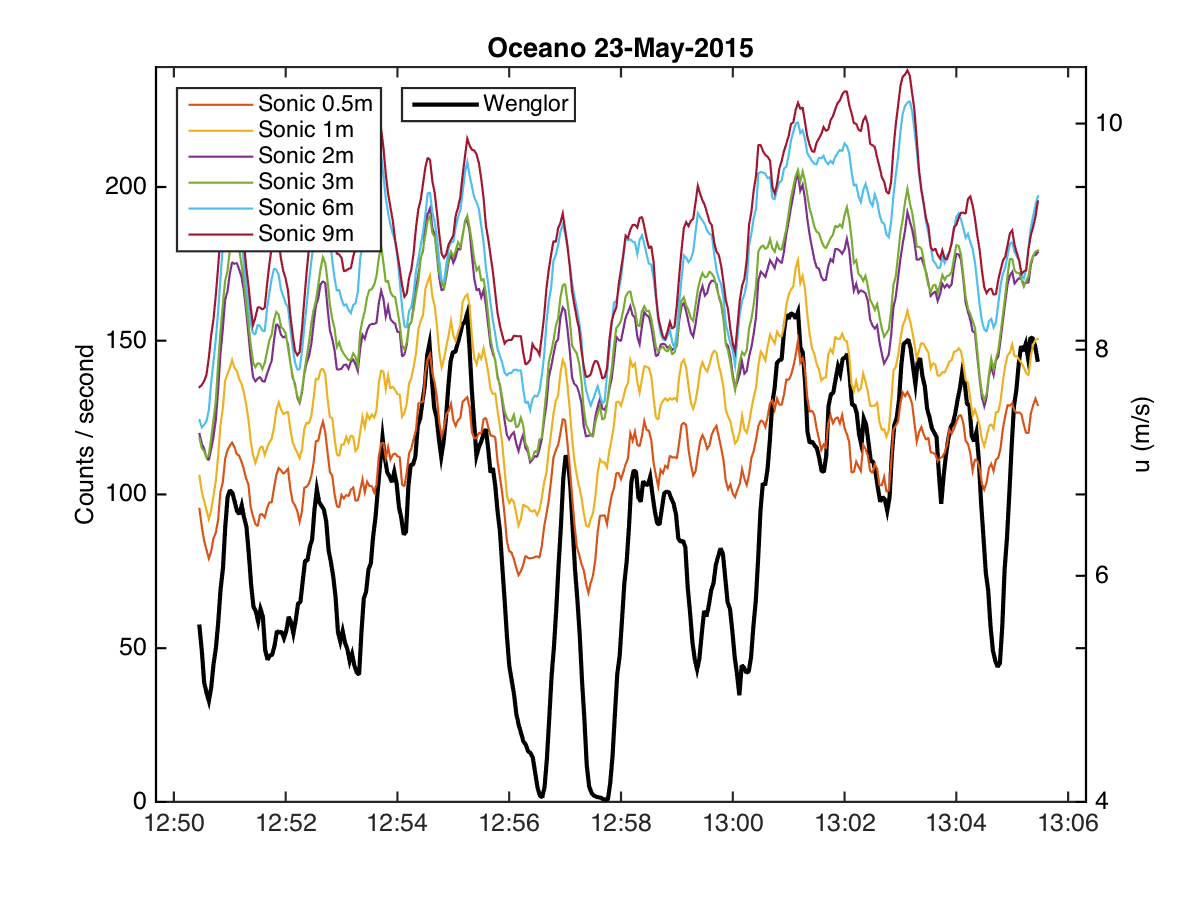 Oceano 23-May-2015
Sonic 0.5m
Sonic 1m
Sonic 2m
Sonic 3m
Sonic 6m
Sonic 9m
Wenglor
Counts / second
200
150
100
50
0
u (m/s)
10
8
6
4
12:50 12:52 12:54 12:56 12:58 13:00 13:02 13:04 13:06